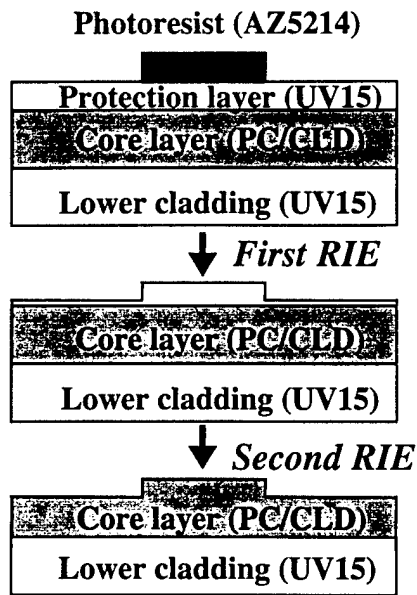 Photoresist (AZ5214)
Protection layer (UV15)
Core layer (PC/CLD)
Lower cladding (UV15)
First RIE
Core layer (PC/CLD)
Lower cladding (UV15)
Second RIE
Core layer (PC/CLD)
Lower cladding (UV15)